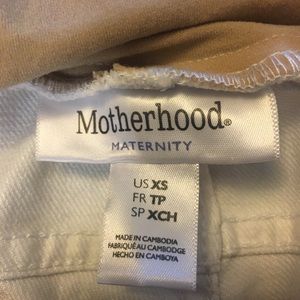 Motherhood®
MATERNITY
US XS
FR TP
SP XCH
MADE IN CAMBODIA
FABRIQUÉ AU CAMBODGE
HECHO EN CAMBOYA